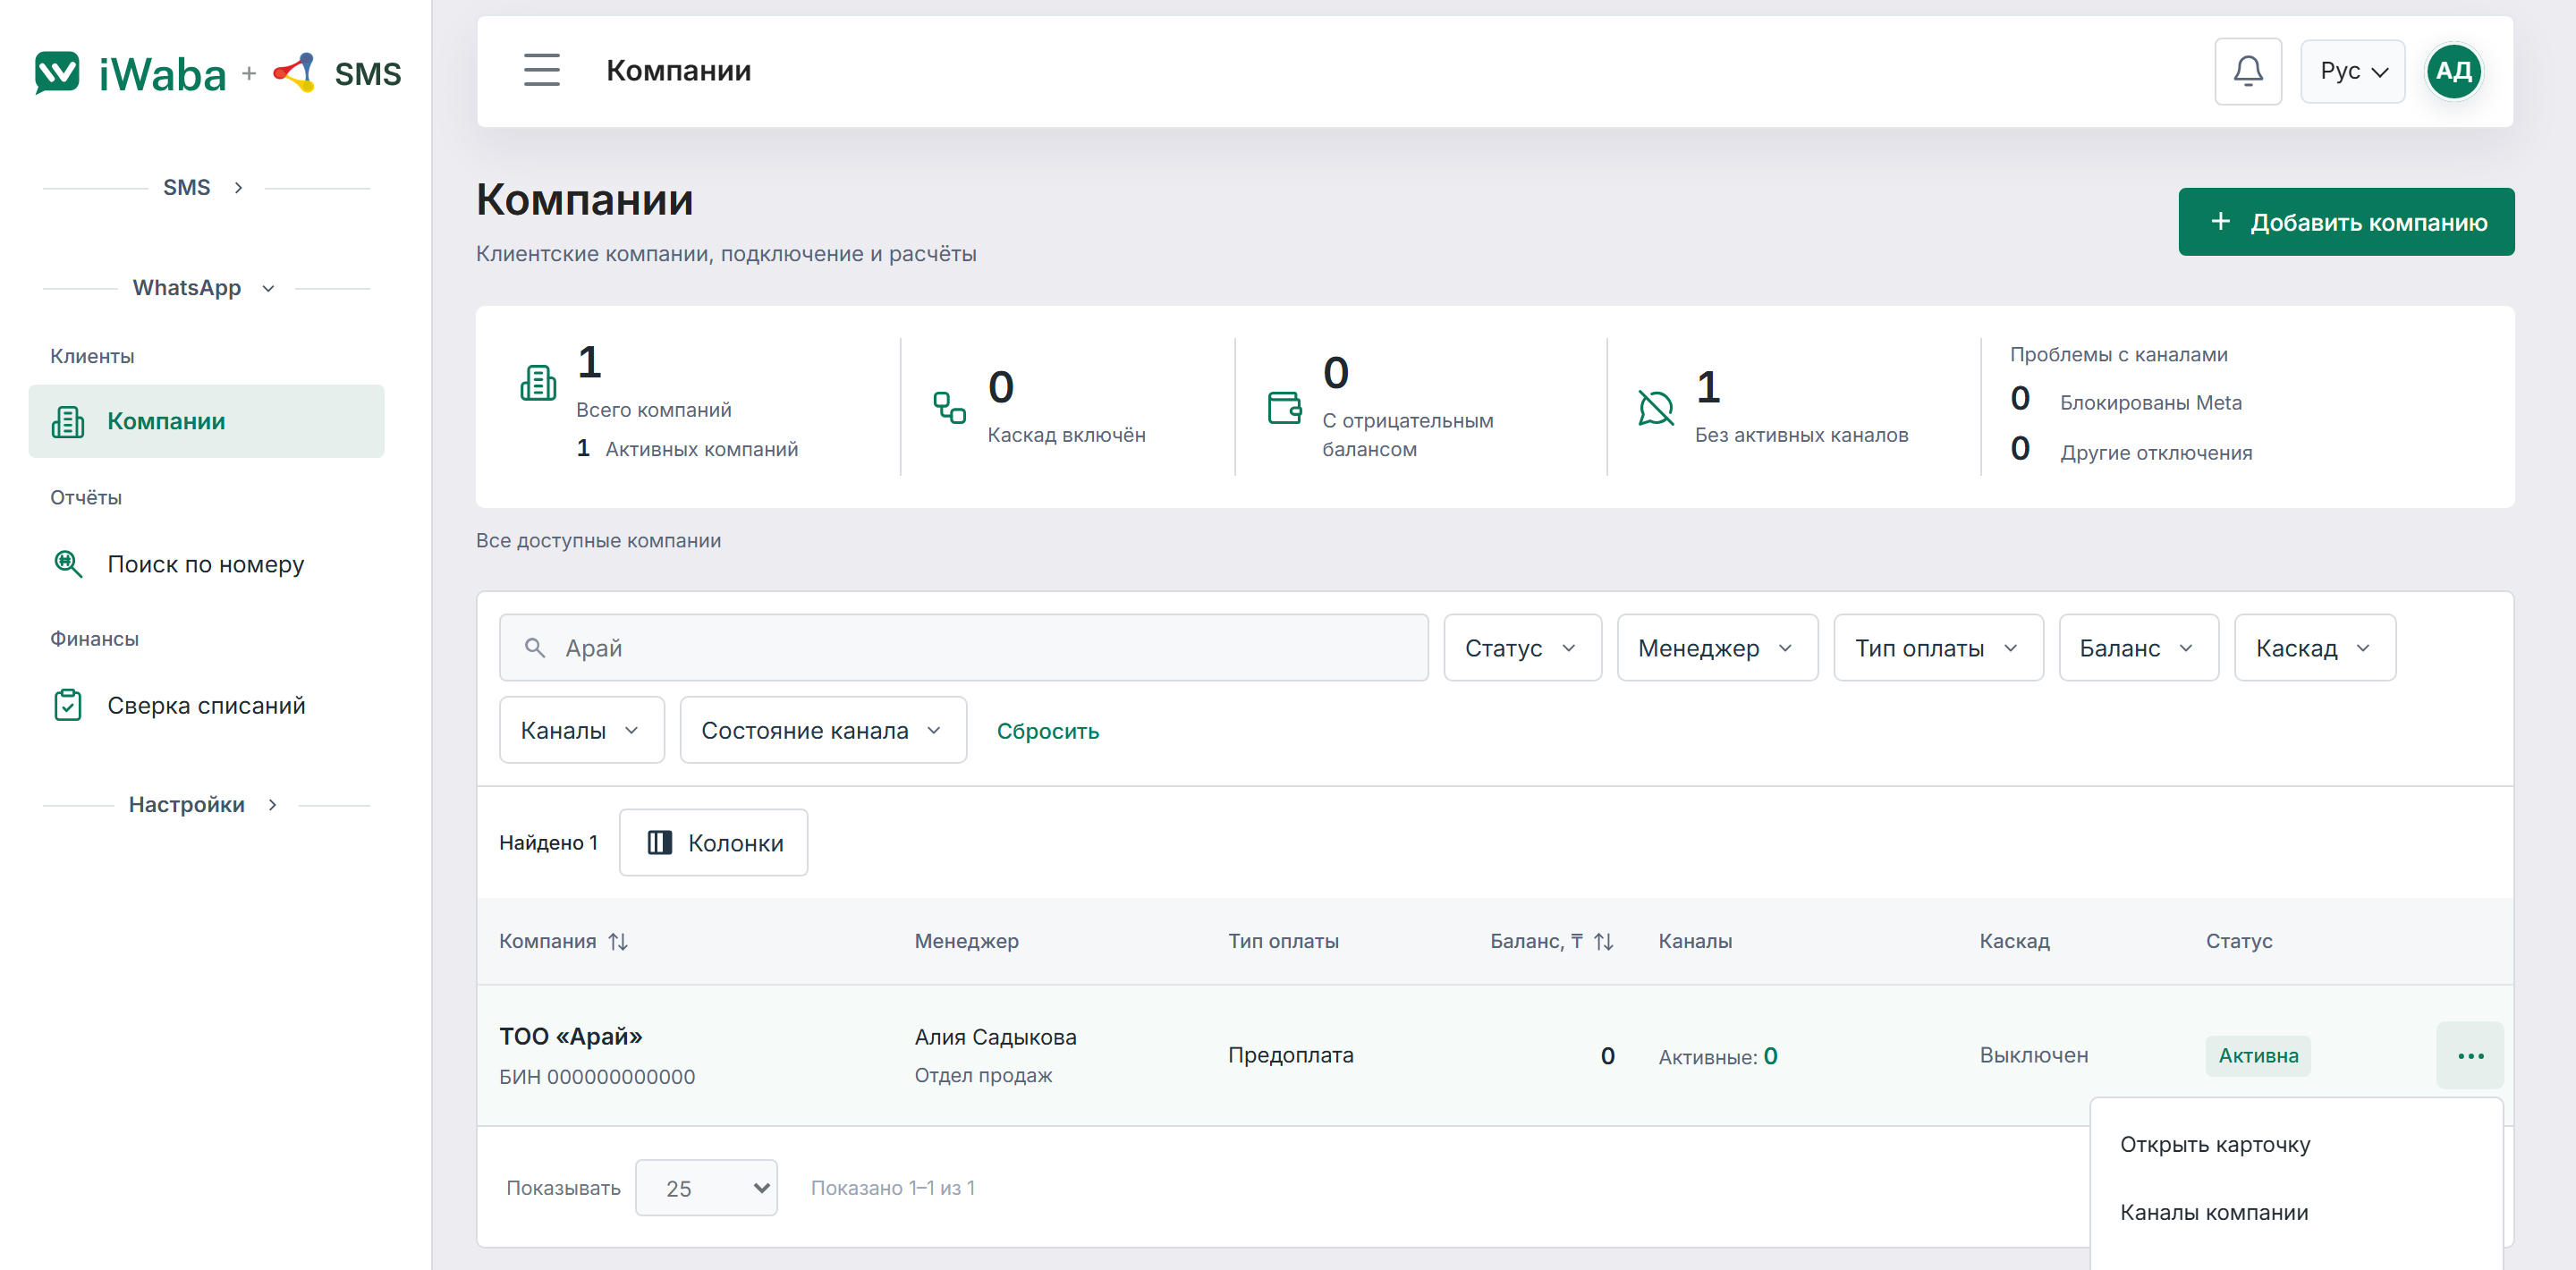 iWaba + SMS
SMS
WhatsApp
Клиенты
Компании
Отчёты
Поиск по номеру
Финансы
Сверка списаний
Настройки
Компании
Рус
АД
Компании
Клиентские компании, подключение и расчёты
+ Добавить компанию
1
Всего компаний
1 Активных компаний
0
Каскад включён
0
С отрицательным
балансом
1
Без активных каналов
Проблемы с каналами
0 Блокированы Meta
0 Другие отключения
Все доступные компании
Арай
Статус
Менеджер
Тип оплаты
Баланс
Каскад
Каналы
Состояние канала
Сбросить
Найдено 1
Колонки
Компания
Менеджер
Тип оплаты
Баланс, ₸
Каналы
Каскад
Статус
ТОО «Арай»
БИН 000000000000
Алия Садыкова
Отдел продаж
Предоплата
0
Активные: 0
Выключен
Активна
Открыть карточку
Каналы компании
Показывать
25
Показано 1–1 из 1